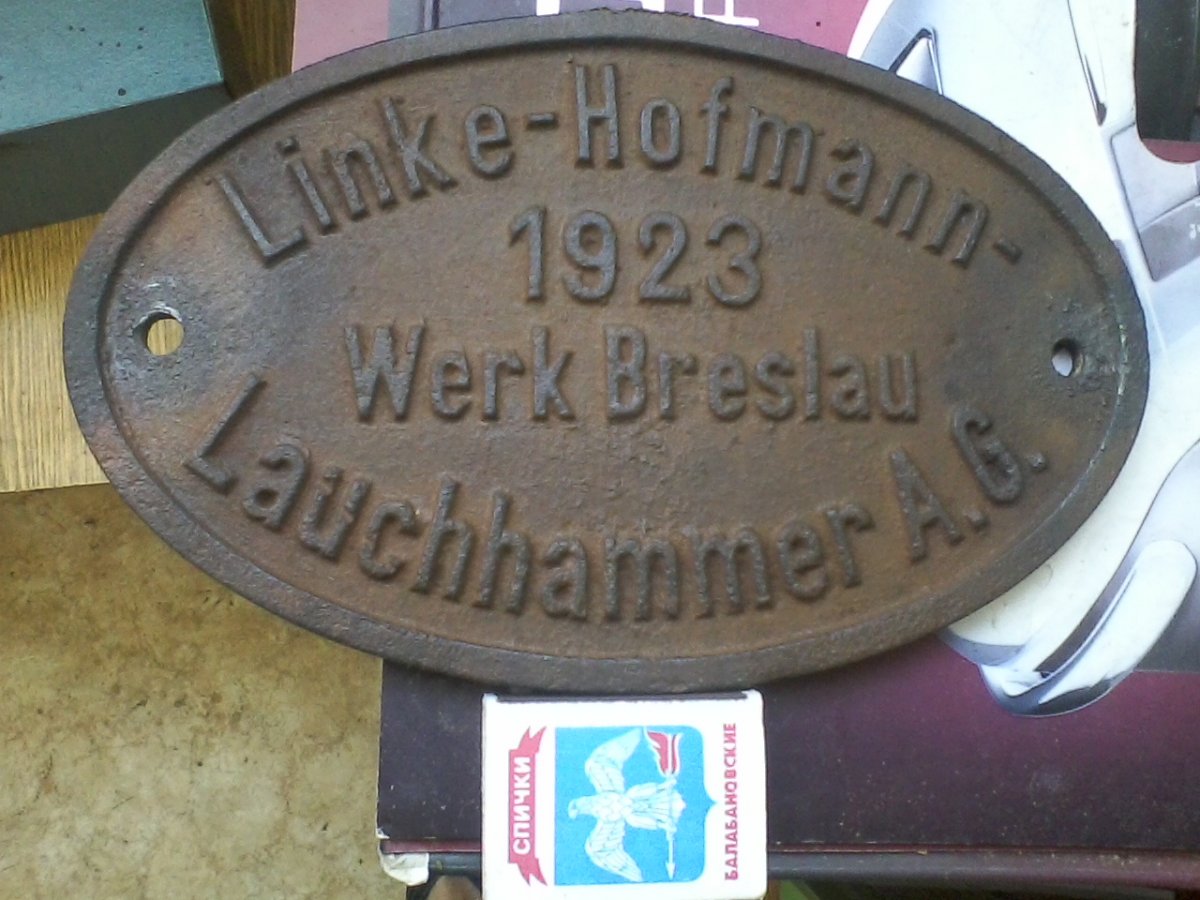 Linke-Hofmann-
1923
Werk Breslau
Lauchhammer A.G.
СПИЧКИ
БАЛАБАНОВСКИЕ